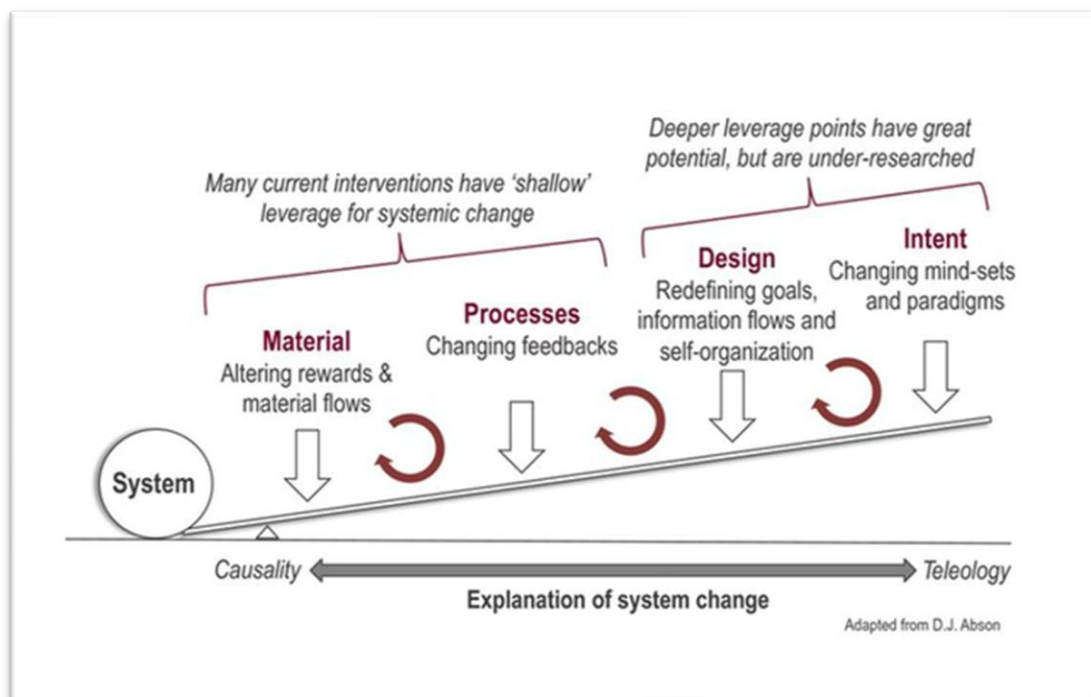 Deeper leverage points have great
potential, but are under-researched
Many current interventions have ‘shallow’
leverage for systemic change
Intent
Changing mind-sets
and paradigms
Design
Redefining goals,
information flows and
self-organization
Processes
Changing feedbacks
Material
Altering rewards &
material flows
System
Causality
Teleology
Explanation of system change
Adapted from D.J. Abson